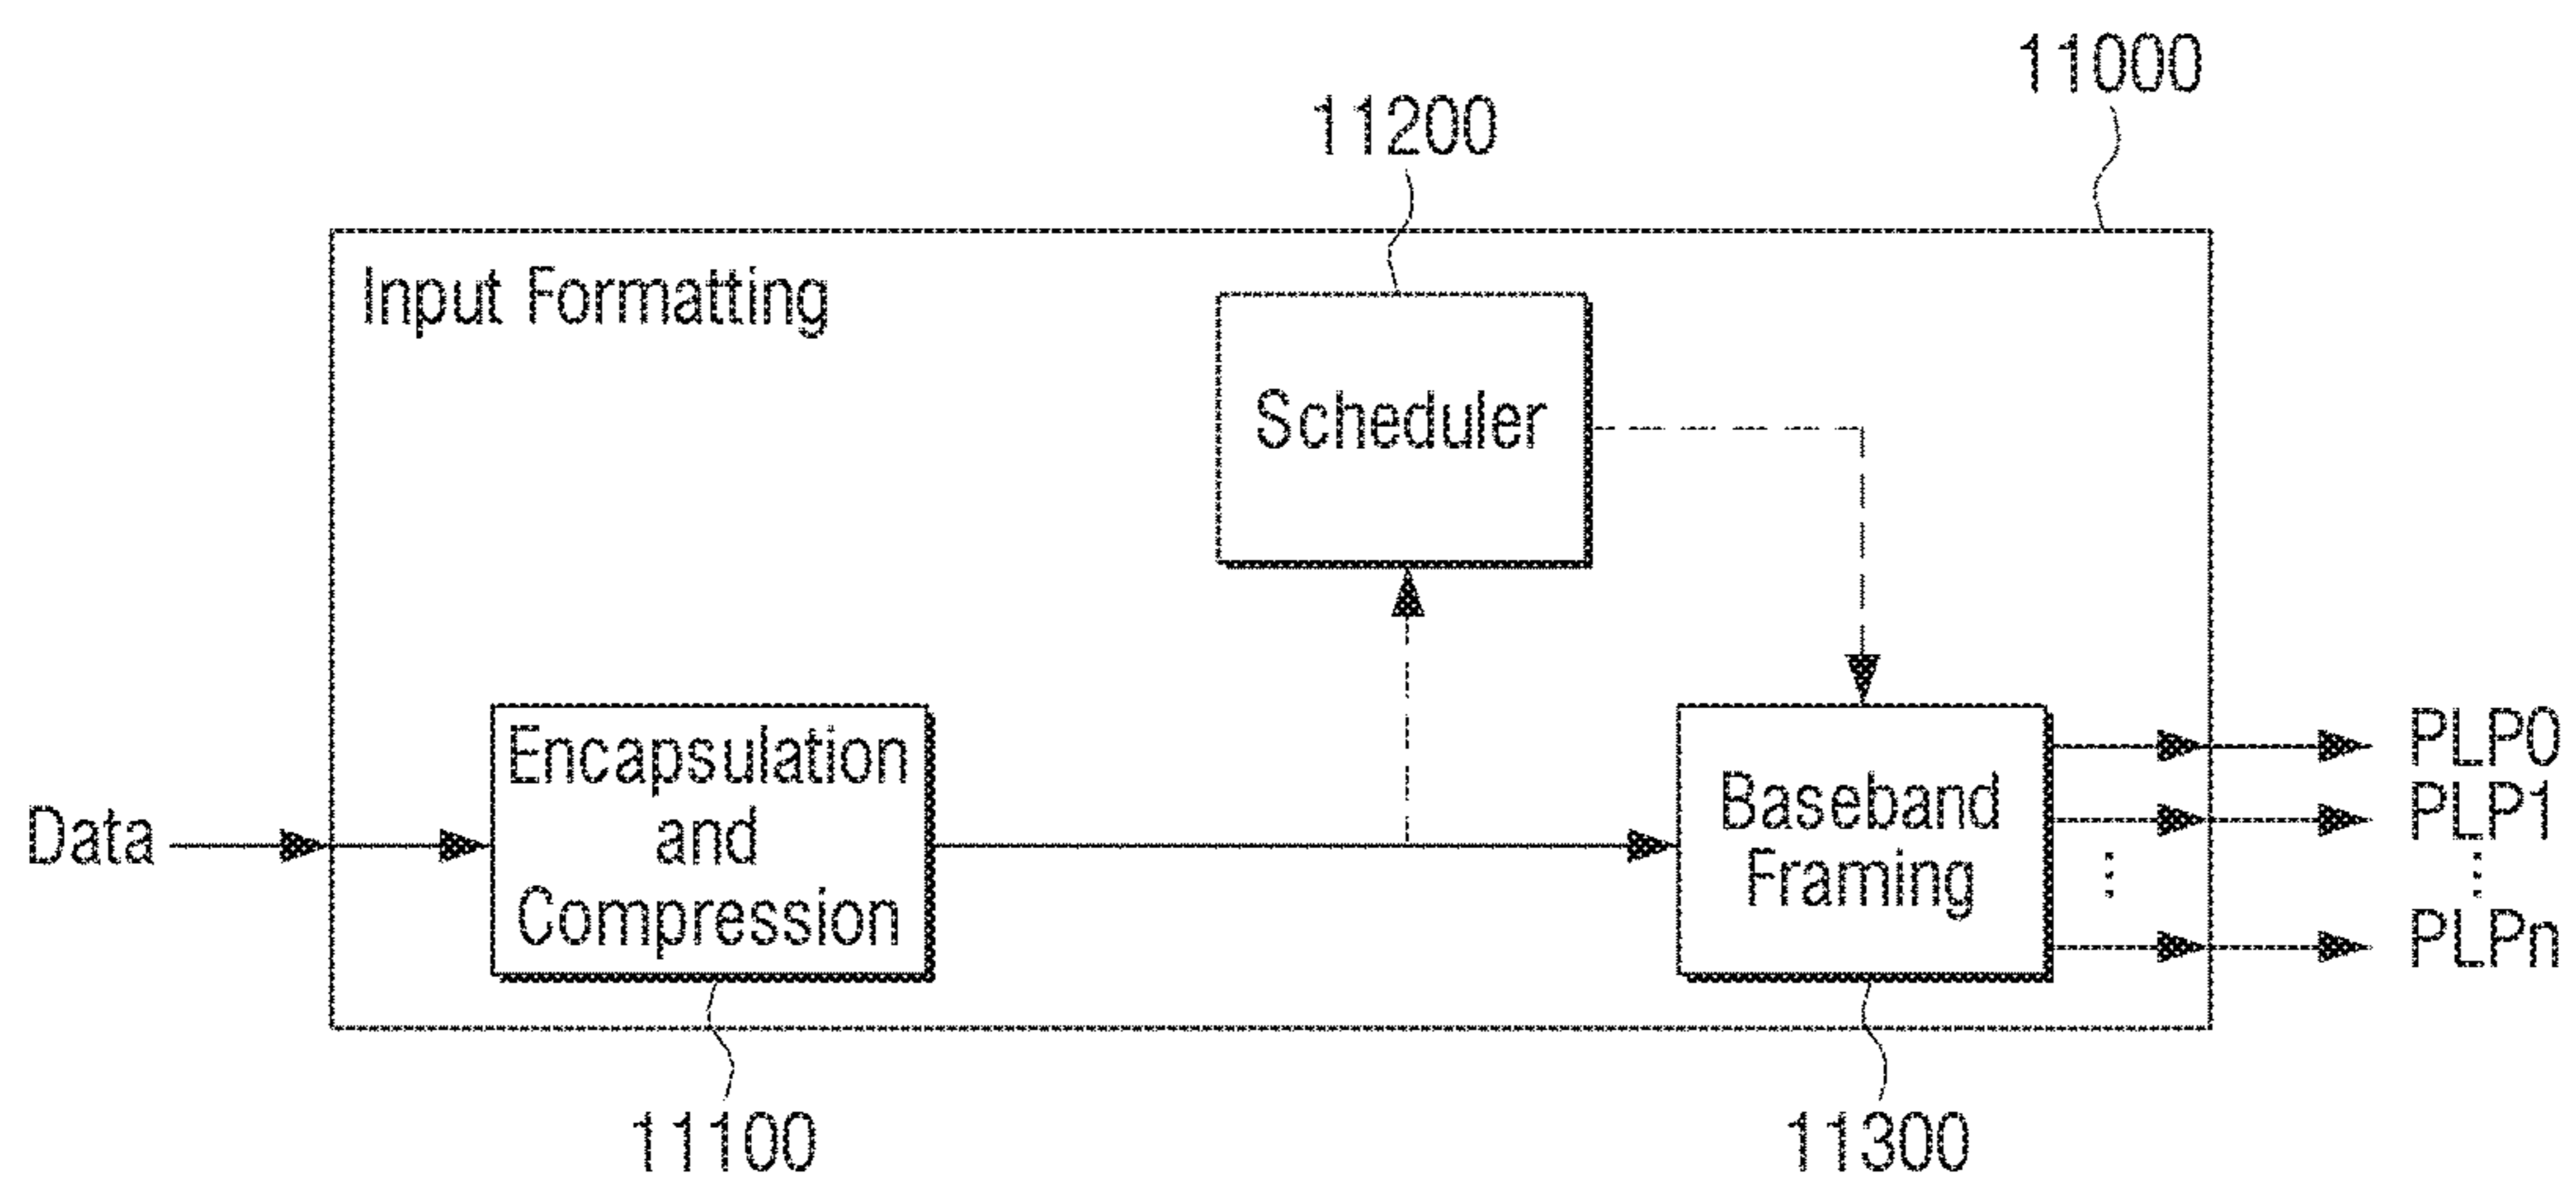 11000
11200
Input Formatting
Scheduler
Encapsulation
and
Compression
Data
Baseband
Framing
PLP0
PLP1
⋮
⋮
PLPn
11100
11300